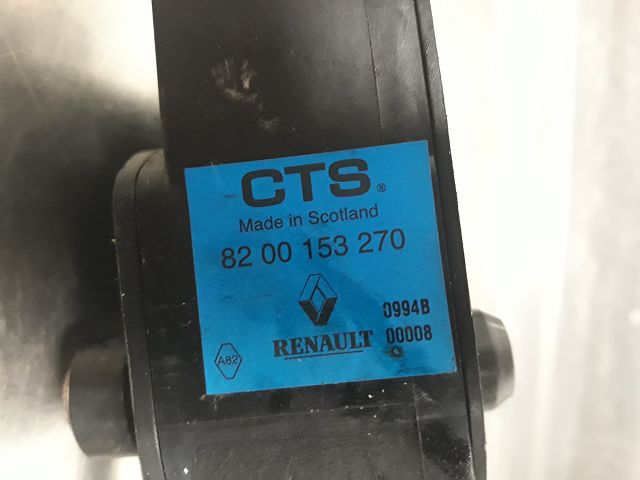 CTS®
Made in Scotland
82 00 153 270
0994B
RENAULT 00008
A82